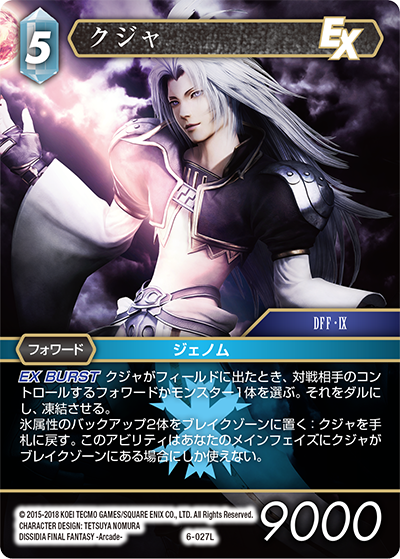 5
クジャ
EX
DFF・IX
フォワード
ジェノム
EX BURST クジャがフィールドに出たとき、対戦相手のコント
ロールするフォワードかモンスター1体を選ぶ。それをダルに
し、凍結させる。
氷属性のバックアップ2体をブレイクゾーンに置く：クジャを手
札に戻す。このアビリティはあなたのメインフェイズにクジャが
ブレイクゾーンにある場合にしか使えない。
© 2015-2018 KOEI TECMO GAMES/SQUARE ENIX CO., LTD. All Rights Reserved.
CHARACTER DESIGN: TETSUYA NOMURA
DISSIDIA FINAL FANTASY -Arcade-
6-027L
9000